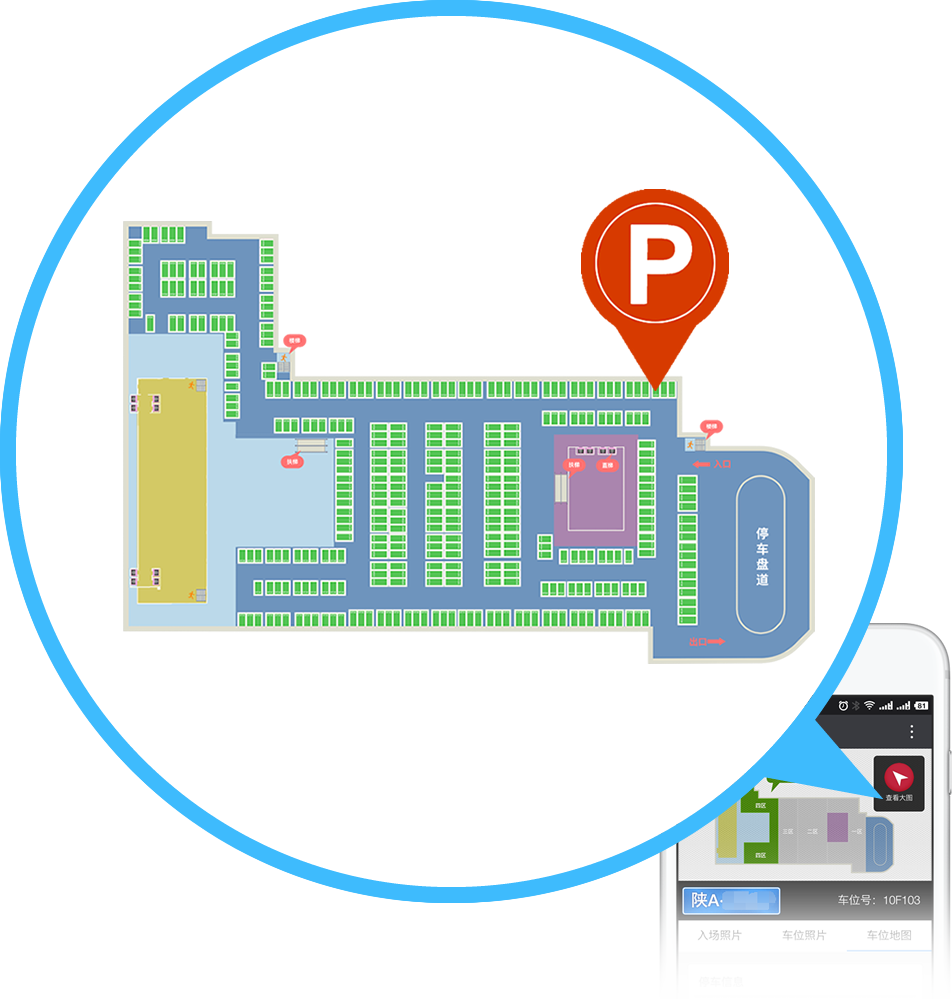 P
楼梯
楼梯
扶梯
扶梯
直梯
入口
停车盘道
出口
81
查看大图
四区
三区
二区
一区
四区
陕A·
车位号：10F103
入场照片
车位照片
车位地图